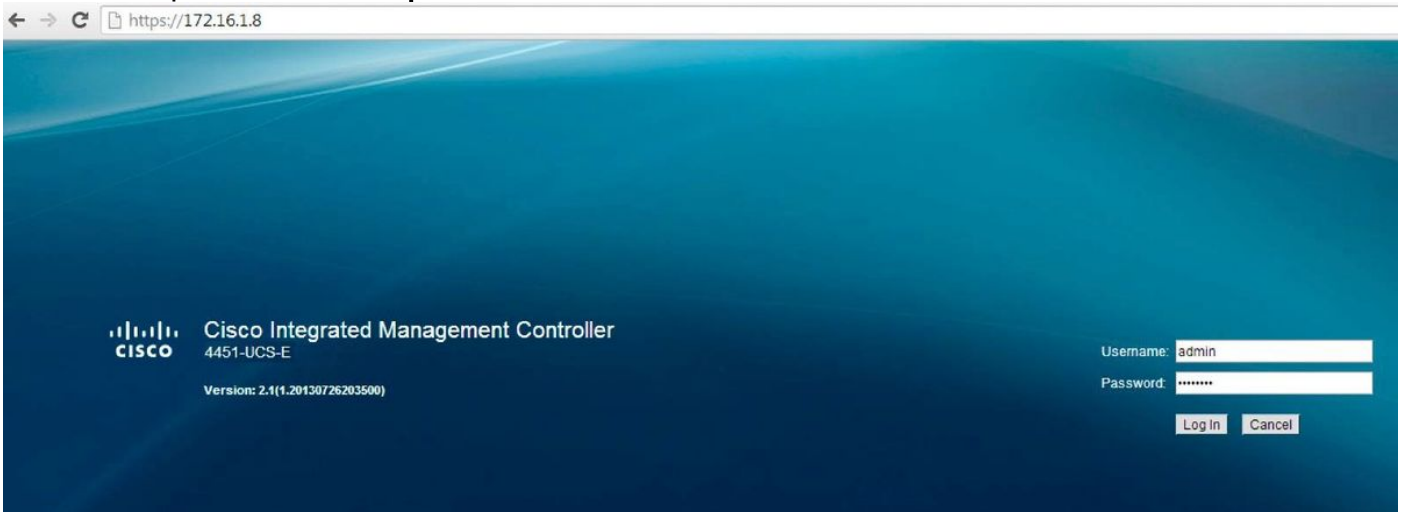 https://172.16.1.8
CISCO
Cisco Integrated Management Controller
4451-UCS-E
Version: 2.1(1.20130726203500)
Username: admin
Password: ••••••••
Log In Cancel